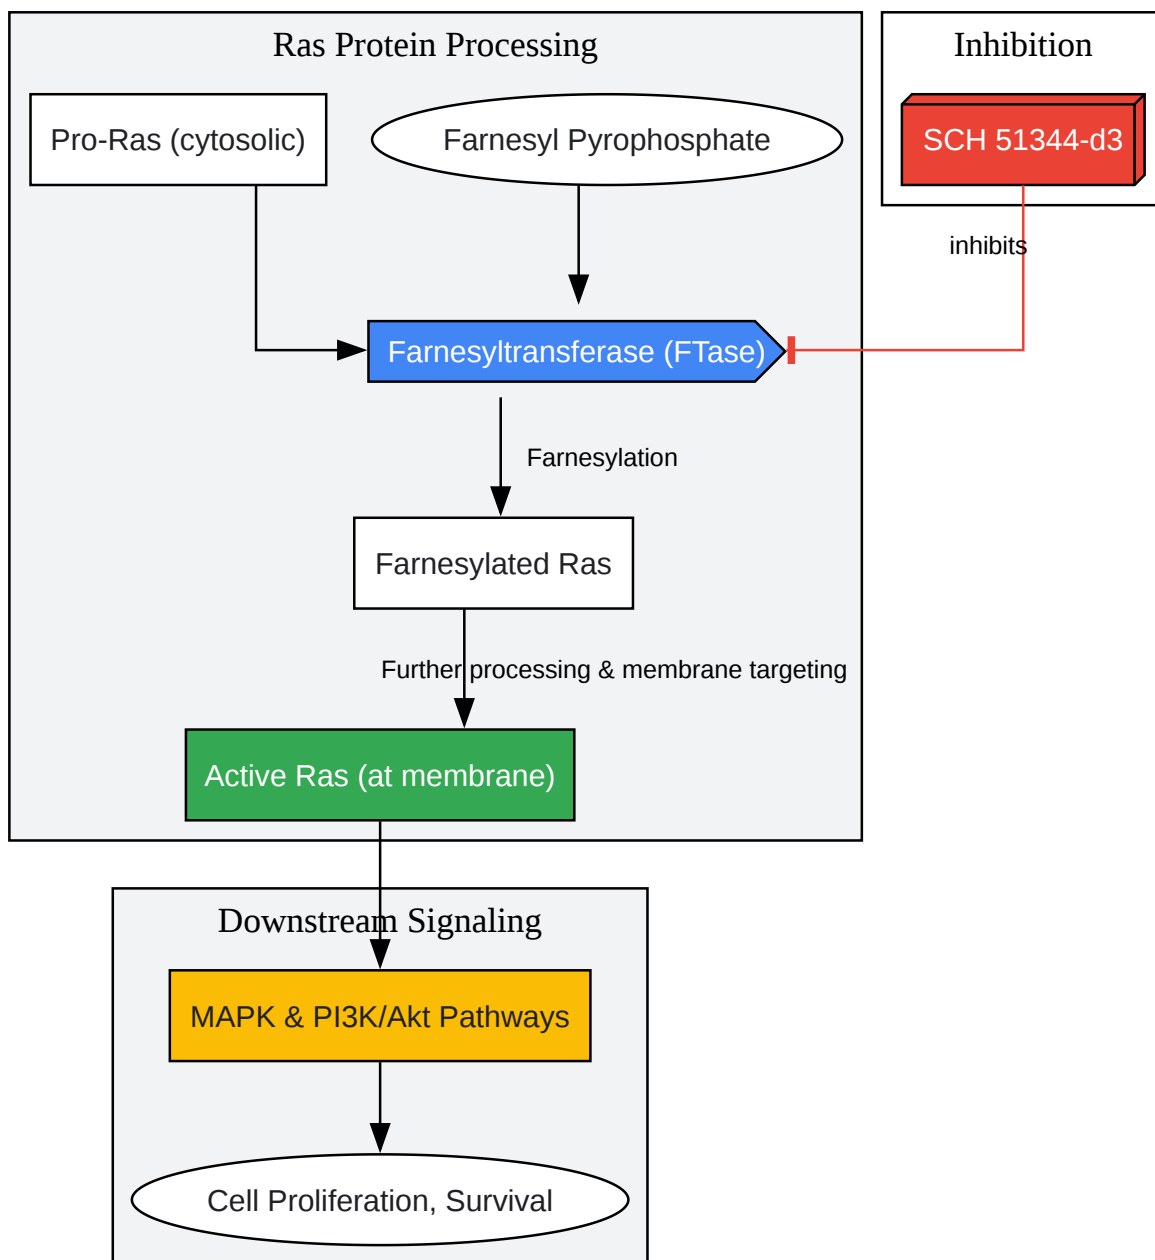 Ras Protein Processing
Inhibition
Pro-Ras (cytosolic)
Farnesyl Pyrophosphate
SCH 51344-d3
inhibits
Farnesyltransferase (FTase)
Farnesylation
Farnesylated Ras
Further processing & membrane targeting
Active Ras (at membrane)
Downstream Signaling
MAPK & PI3K/Akt Pathways
Cell Proliferation, Survival